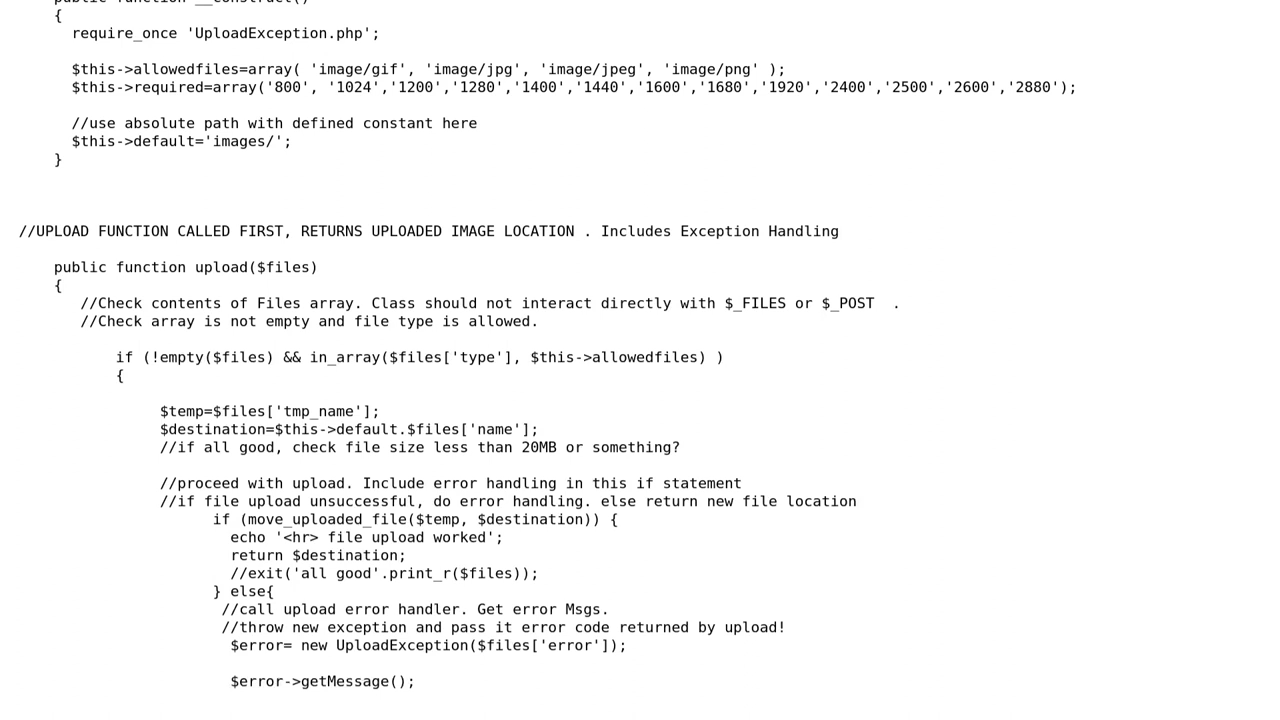 public function __construct()
{
require_once 'UploadException.php';
$this->allowedfiles=array( 'image/gif', 'image/jpg', 'image/jpeg', 'image/png' );
$this->required=array('800', '1024','1200','1280','1400','1440','1600','1680','1920','2400','2500','2600','2880');
//use absolute path with defined constant here
$this->default='images/';
}
//UPLOAD FUNCTION CALLED FIRST, RETURNS UPLOADED IMAGE LOCATION . Includes Exception Handling
public function upload($files)
{
//Check contents of Files array. Class should not interact directly with $_FILES or $_POST  .
//Check array is not empty and file type is allowed.
if (!empty($files) && in_array($files['type'], $this->allowedfiles) )
{
$temp=$files['tmp_name'];
$destination=$this->default.$files['name'];
//if all good, check file size less than 20MB or something?
//proceed with upload. Include error handling in this if statement
//if file upload unsuccessful, do error handling. else return new file location
if (move_uploaded_file($temp, $destination)) {
echo '<hr> file upload worked';
return $destination;
//exit('all good'.print_r($files));
} else{
//call upload error handler. Get error Msgs.
//throw new exception and pass it error code returned by upload!
$error= new UploadException($files['error']);
$error->getMessage();